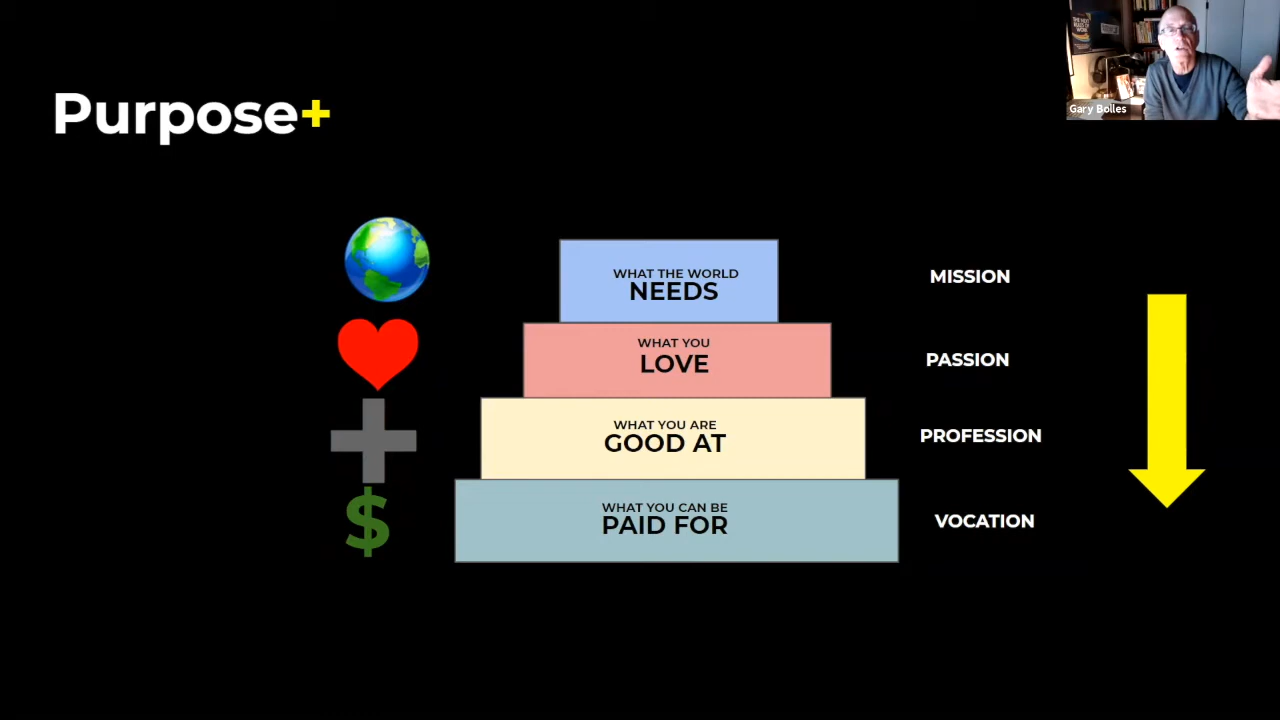 Purpose+
Gary Bolles
WHAT THE WORLD
NEEDS
MISSION
WHAT YOU
LOVE
PASSION
WHAT YOU ARE
GOOD AT
PROFESSION
$
WHAT YOU CAN BE
PAID FOR
VOCATION